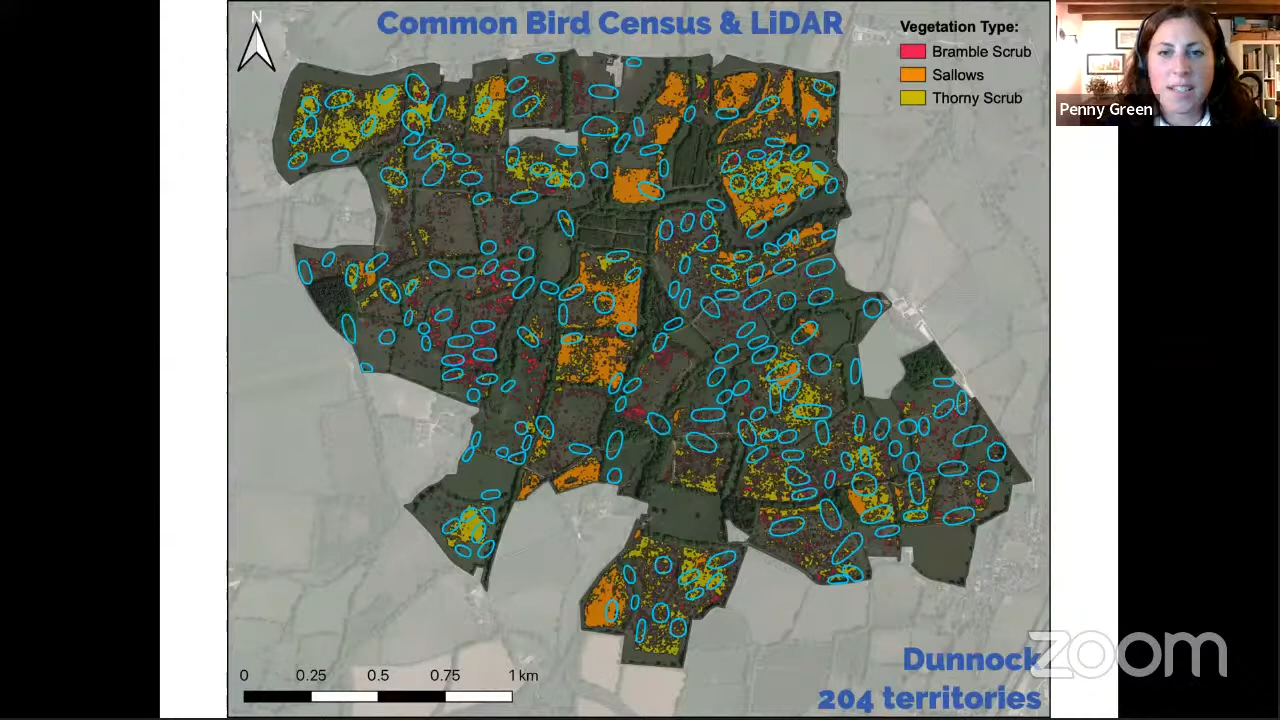 Common Bird Census & LiDAR
N
Vegetation Type:
Bramble Scrub
Sallows
Thorny Scrub
Penny Green
0 0.25 0.5 0.75 1 km
Dunnock
204 territories
zoom